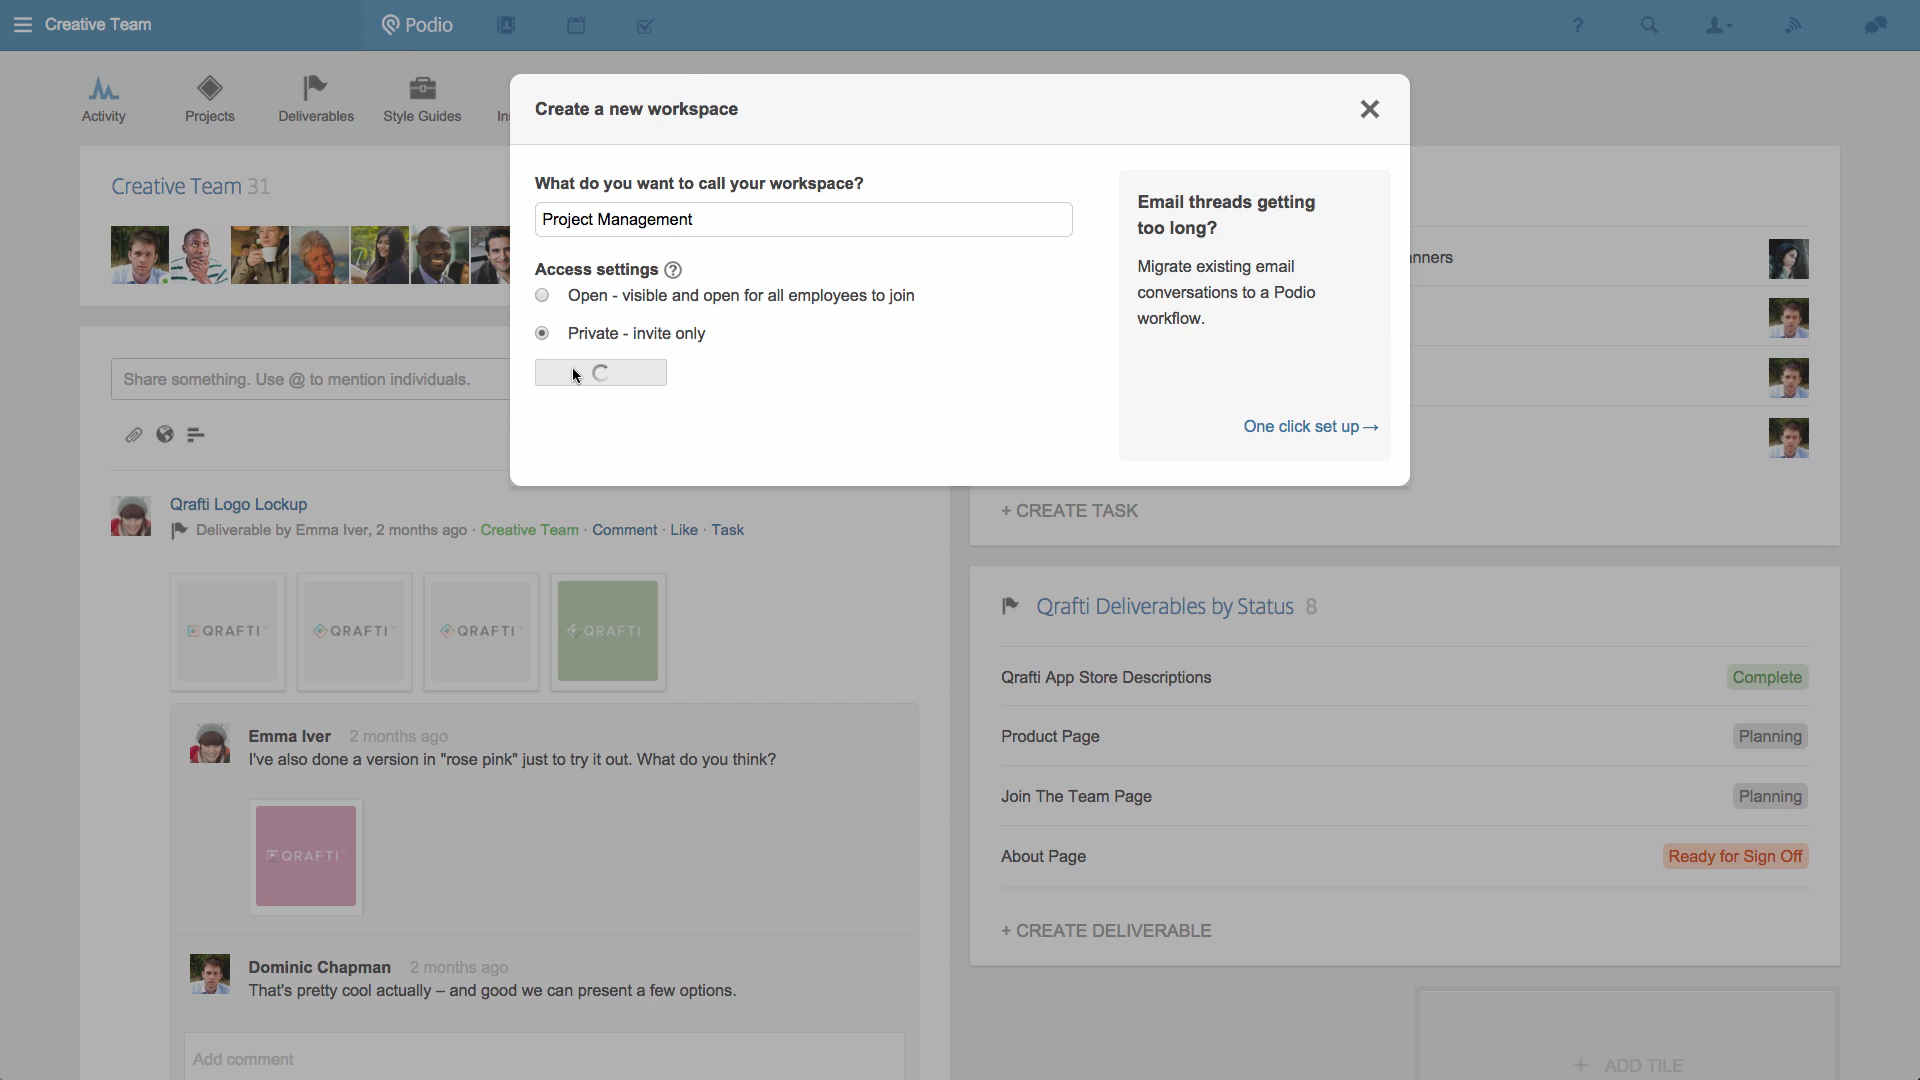 Creative Team
Podio
?
Activity
Projects
Deliverables
Style Guides
Create a new workspace
What do you want to call your workspace?
Project Management
Access settings ?
Open - visible and open for all employees to join
Private - invite only
Email threads getting
too long?
Migrate existing email
conversations to a Podio
workflow.
One click set up →
Creative Team 31
Share something. Use @ to mention individuals.
Qrafti Logo Lockup
Deliverable by Emma Iver, 2 months ago · Creative Team · Comment · Like · Task
QRAFTI
QRAFTI
QRAFTI
QRAFTI
Emma Iver 2 months ago
I've also done a version in "rose pink" just to try it out. What do you think?
QRAFTI
Dominic Chapman 2 months ago
That's pretty cool actually – and good we can present a few options.
Add comment
+ CREATE TASK
Qrafti Deliverables by Status 8
Qrafti App Store Descriptions Complete
Product Page Planning
Join The Team Page Planning
About Page Ready for Sign Off
+ CREATE DELIVERABLE
+ ADD TILE